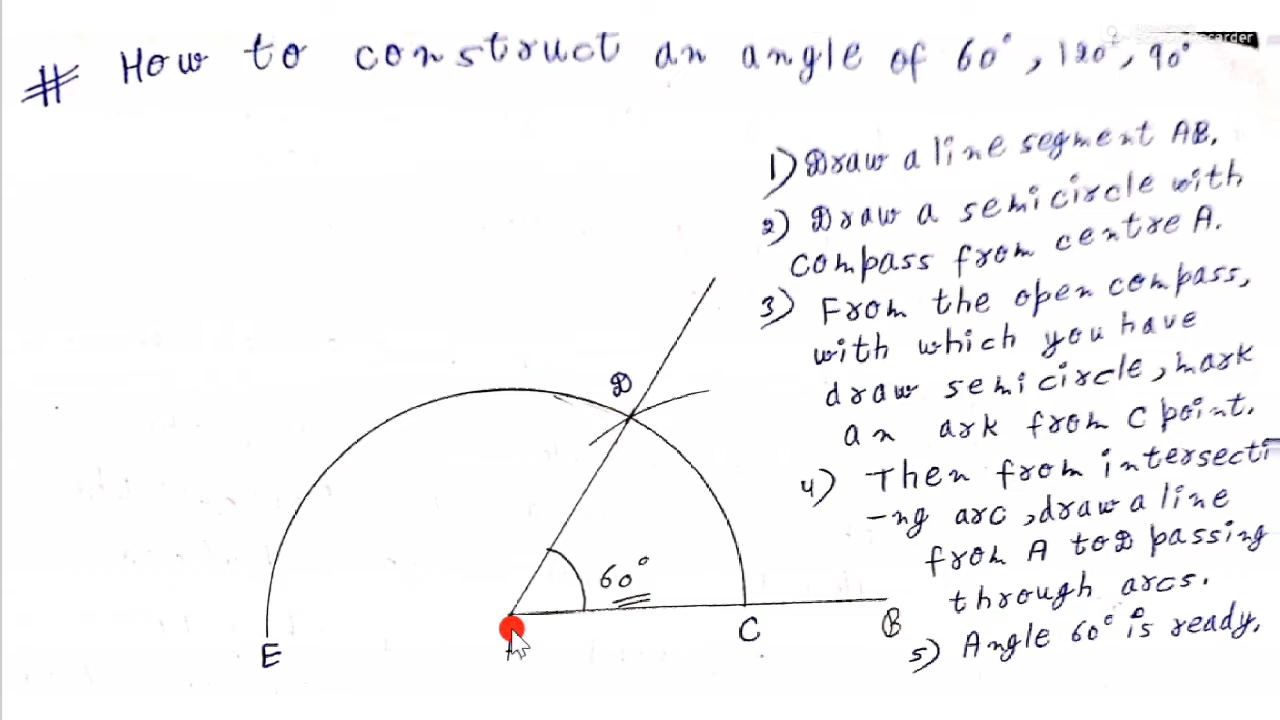 # How to construct an angle of 60°, 120°, 90°
1) Draw a line segment AB.
2) Draw a semicircle with
compass from centre A.
3) From the open compass,
with which you have
draw semicircle, mark
an ark from C point.
4) Then from intersecti
-ng arc, draw a line
from A to D passing
through arcs.
5) Angle 60° is ready.
D
60°
E
C
B